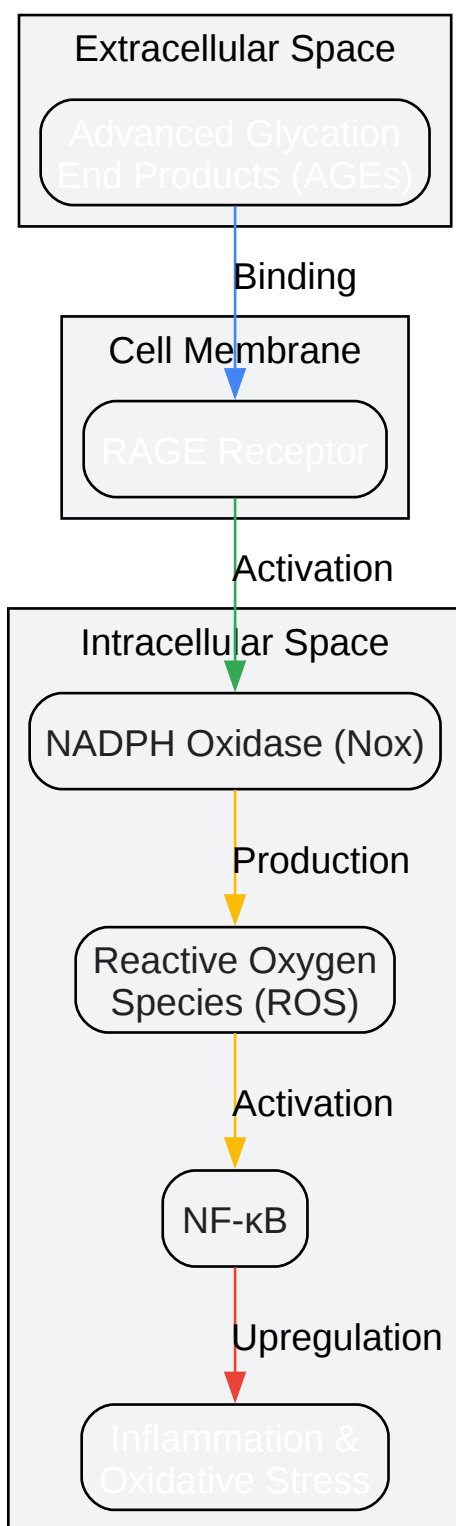 Extracellular Space
Advanced Glycation
End Products (AGEs)
Binding
Cell Membrane
RAGE Receptor
Activation
Intracellular Space
NADPH Oxidase (Nox)
Production
Reactive Oxygen
Species (ROS)
Activation
NF-κB
Upregulation
Inflammation &
Oxidative Stress